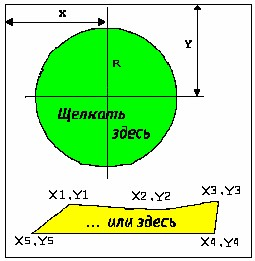 X
Y
R
Щелкать
здесь
X1,Y1
X2,Y2
X3,Y3
... или здесь
X5,Y5
X4,Y4